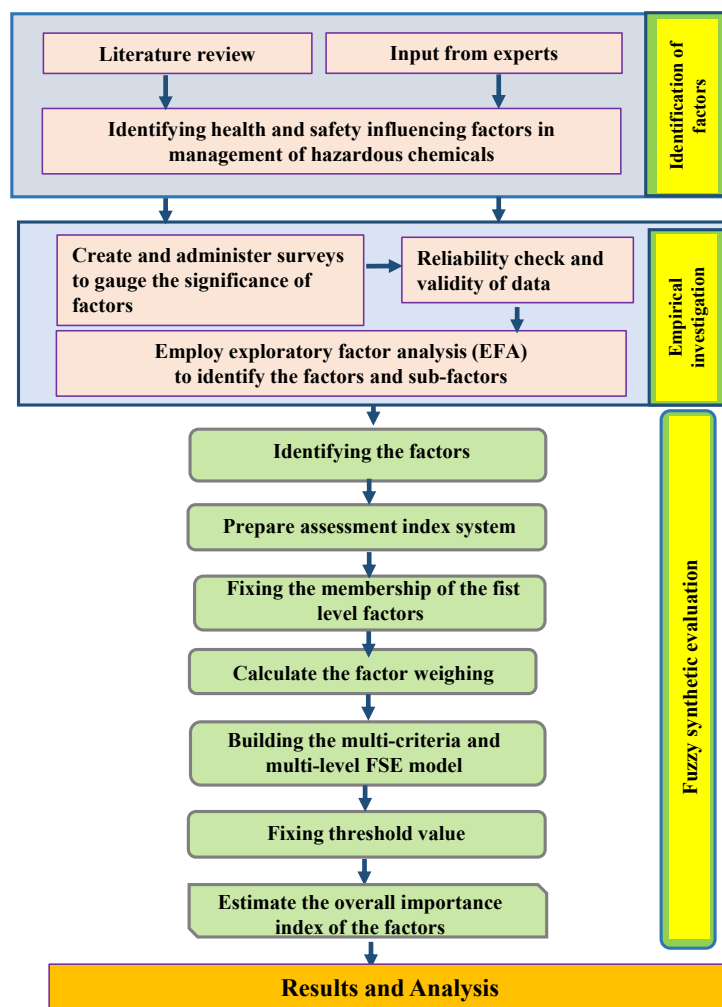 Literature review
Input from experts
Identifying health and safety influencing factors in
management of hazardous chemicals
Identification of
factors
Create and administer surveys
to gauge the significance of
factors
Reliability check and
validity of data
Employ exploratory factor analysis (EFA)
to identify the factors and sub-factors
Empirical
investigation
Identifying the factors
Prepare assessment index system
Fixing the membership of the fist
level factors
Calculate the factor weighing
Building the multi-criteria and
multi-level FSE model
Fixing threshold value
Estimate the overall importance
index of the factors
Fuzzy synthetic evaluation
Results and Analysis